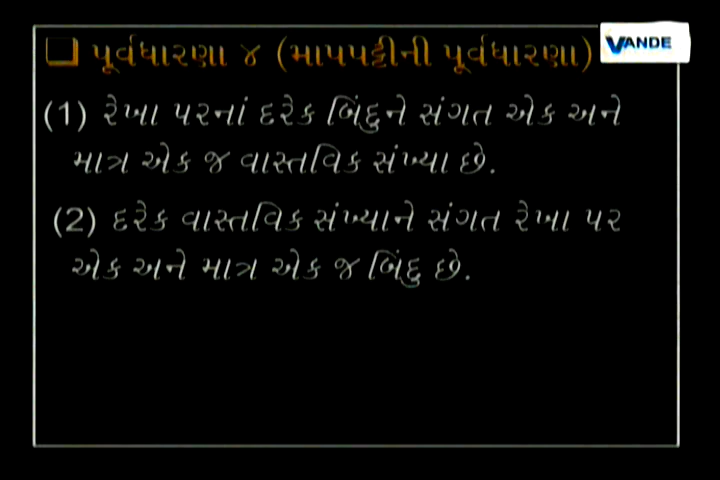 ❑ પૂર્વધારણા ૪ (માપપટ્ટીની પૂર્વધારણા)
VANDE
(1) રેખા પરનાં દરેક બિંદુને સંગત એક અને
માત્ર એક જ વાસ્તવિક સંખ્યા છે.
(2) દરેક વાસ્તવિક સંખ્યાને સંગત રેખા પર
એક અને માત્ર એક જ બિંદુ છે.